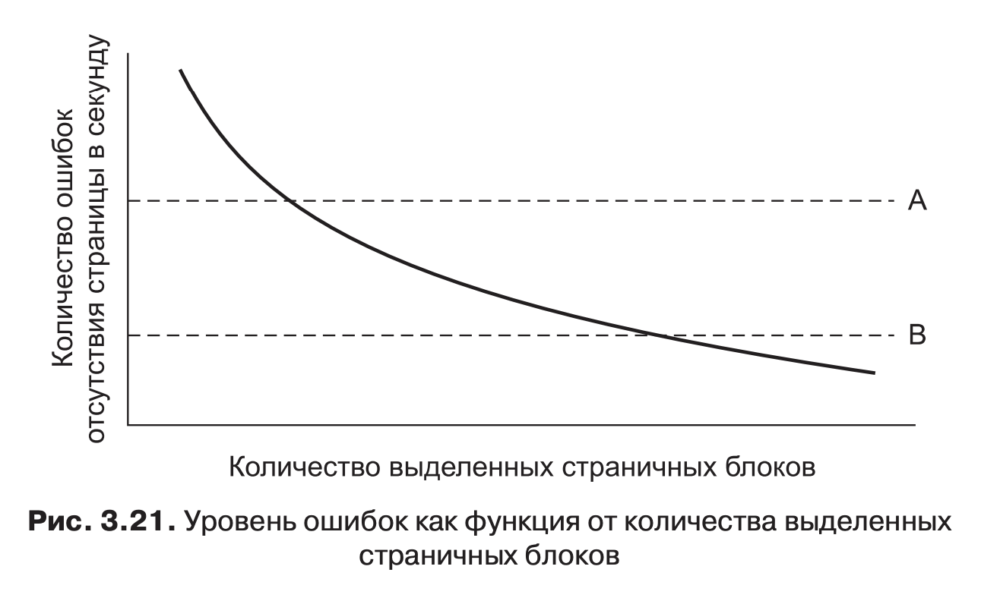 Количество ошибок
отсутствия страницы в секунду
A
B
Количество выделенных страничных блоков
Рис. 3.21. Уровень ошибок как функция от количества выделенных
страничных блоков